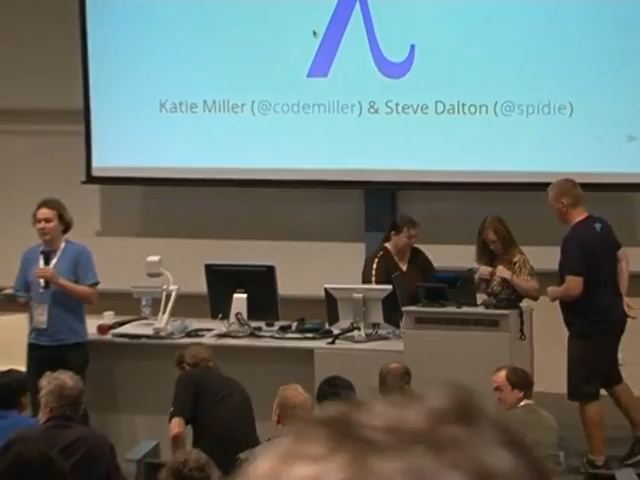 λ
Katie Miller (@codemiller) & Steve Dalton (@spidie)